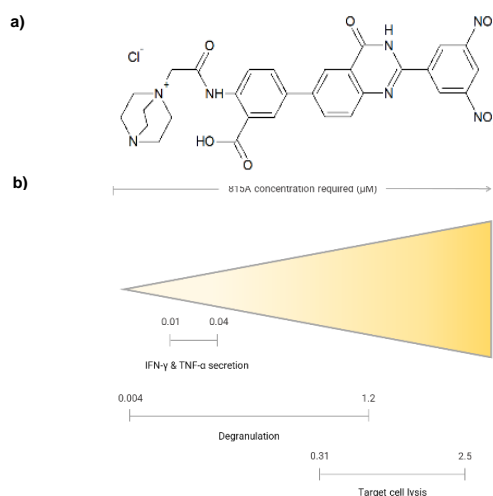 a)
O
NH
NO
Cl⁻
O
N⁺
NH
N
NO
N
HO
O
b)
815A concentration required (µM)
0.01 0.04
IFN-γ & TNF-α secretion
0.004 1.2
Degranulation
0.31 2.5
Target cell lysis